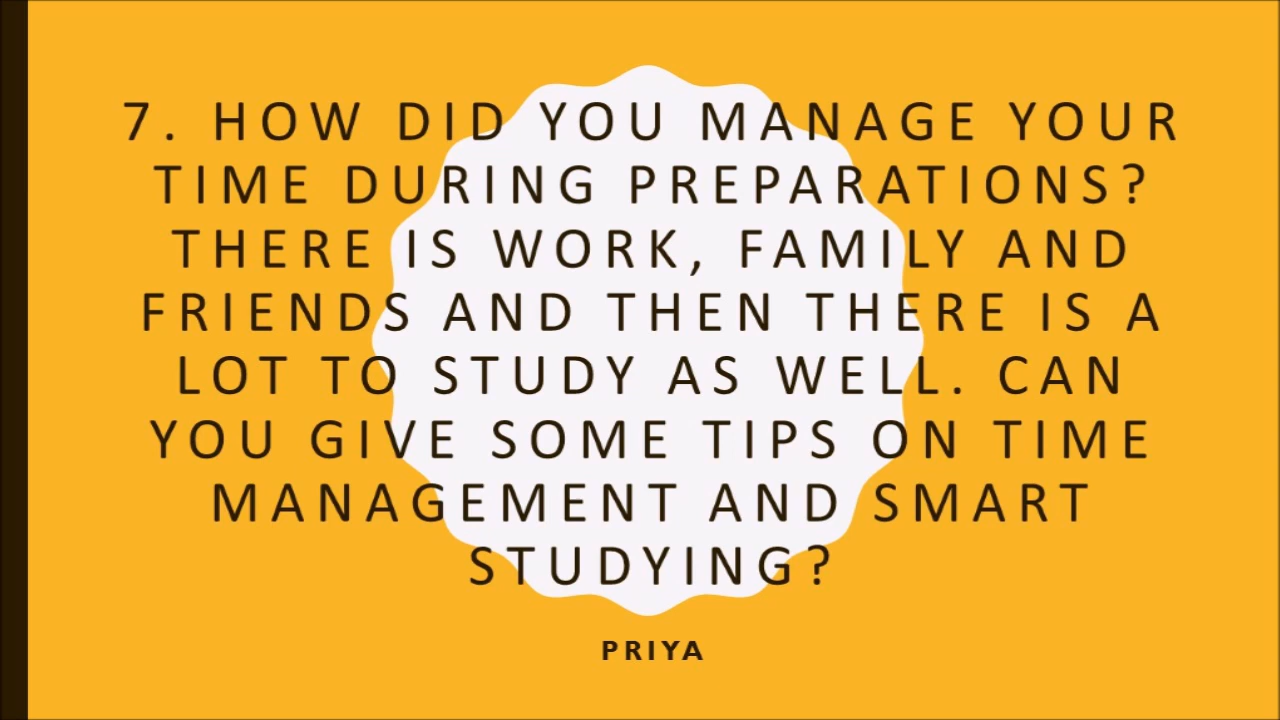 7. HOW DID YOU MANAGE YOUR
TIME DURING PREPARATIONS?
THERE IS WORK, FAMILY AND
FRIENDS AND THEN THERE IS A
LOT TO STUDY AS WELL. CAN
YOU GIVE SOME TIPS ON TIME
MANAGEMENT AND SMART
STUDYING?
PRIYA